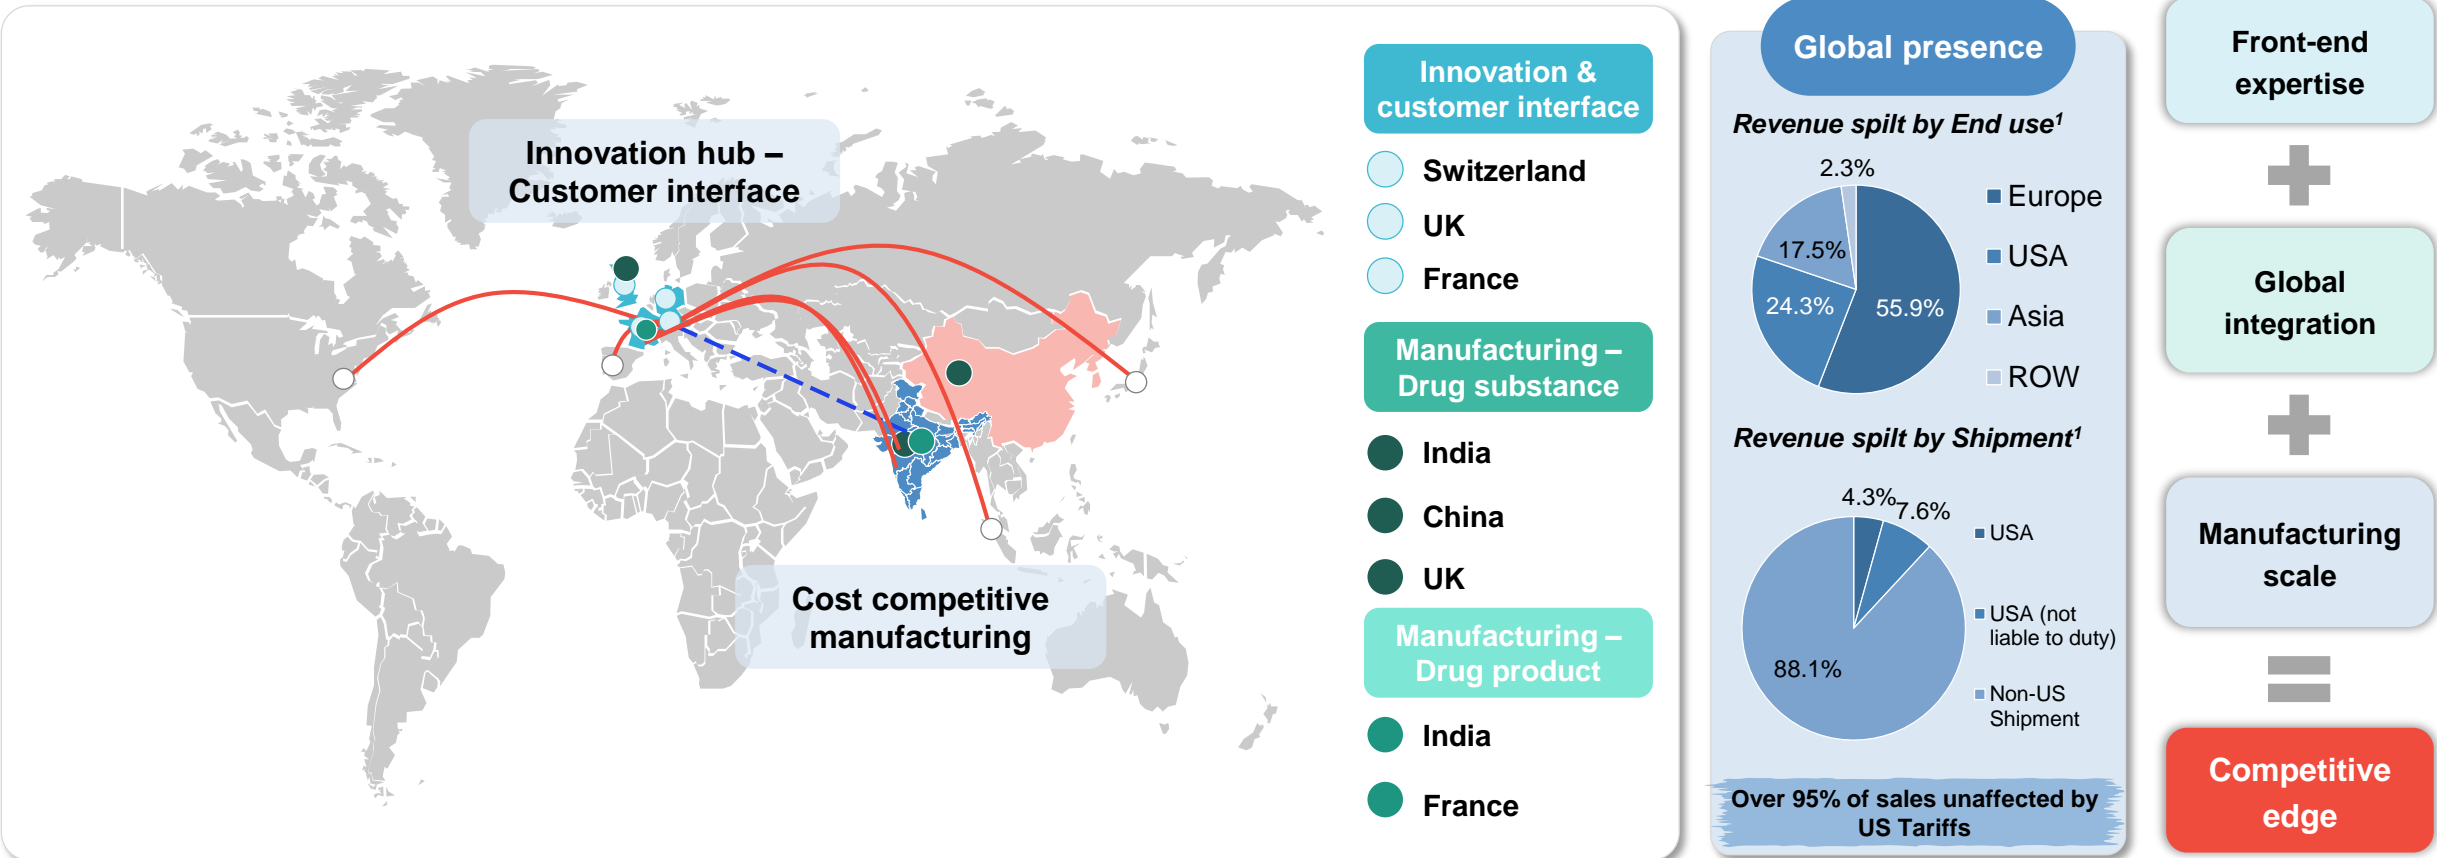 Innovation hub –
Customer interface
Cost competitive
manufacturing
Innovation &
customer interface
Switzerland
UK
France
Manufacturing –
Drug substance
India
China
UK
Manufacturing –
Drug product
India
France
Global presence
Revenue spilt by End use¹
2.3%
17.5%
24.3%
55.9%
Europe
USA
Asia
ROW
Revenue spilt by Shipment¹
4.3%
7.6%
88.1%
USA
USA (not
liable to duty)
Non-US
Shipment
Over 95% of sales unaffected by
US Tariffs
Front-end
expertise
Global
integration
Manufacturing
scale
Competitive
edge